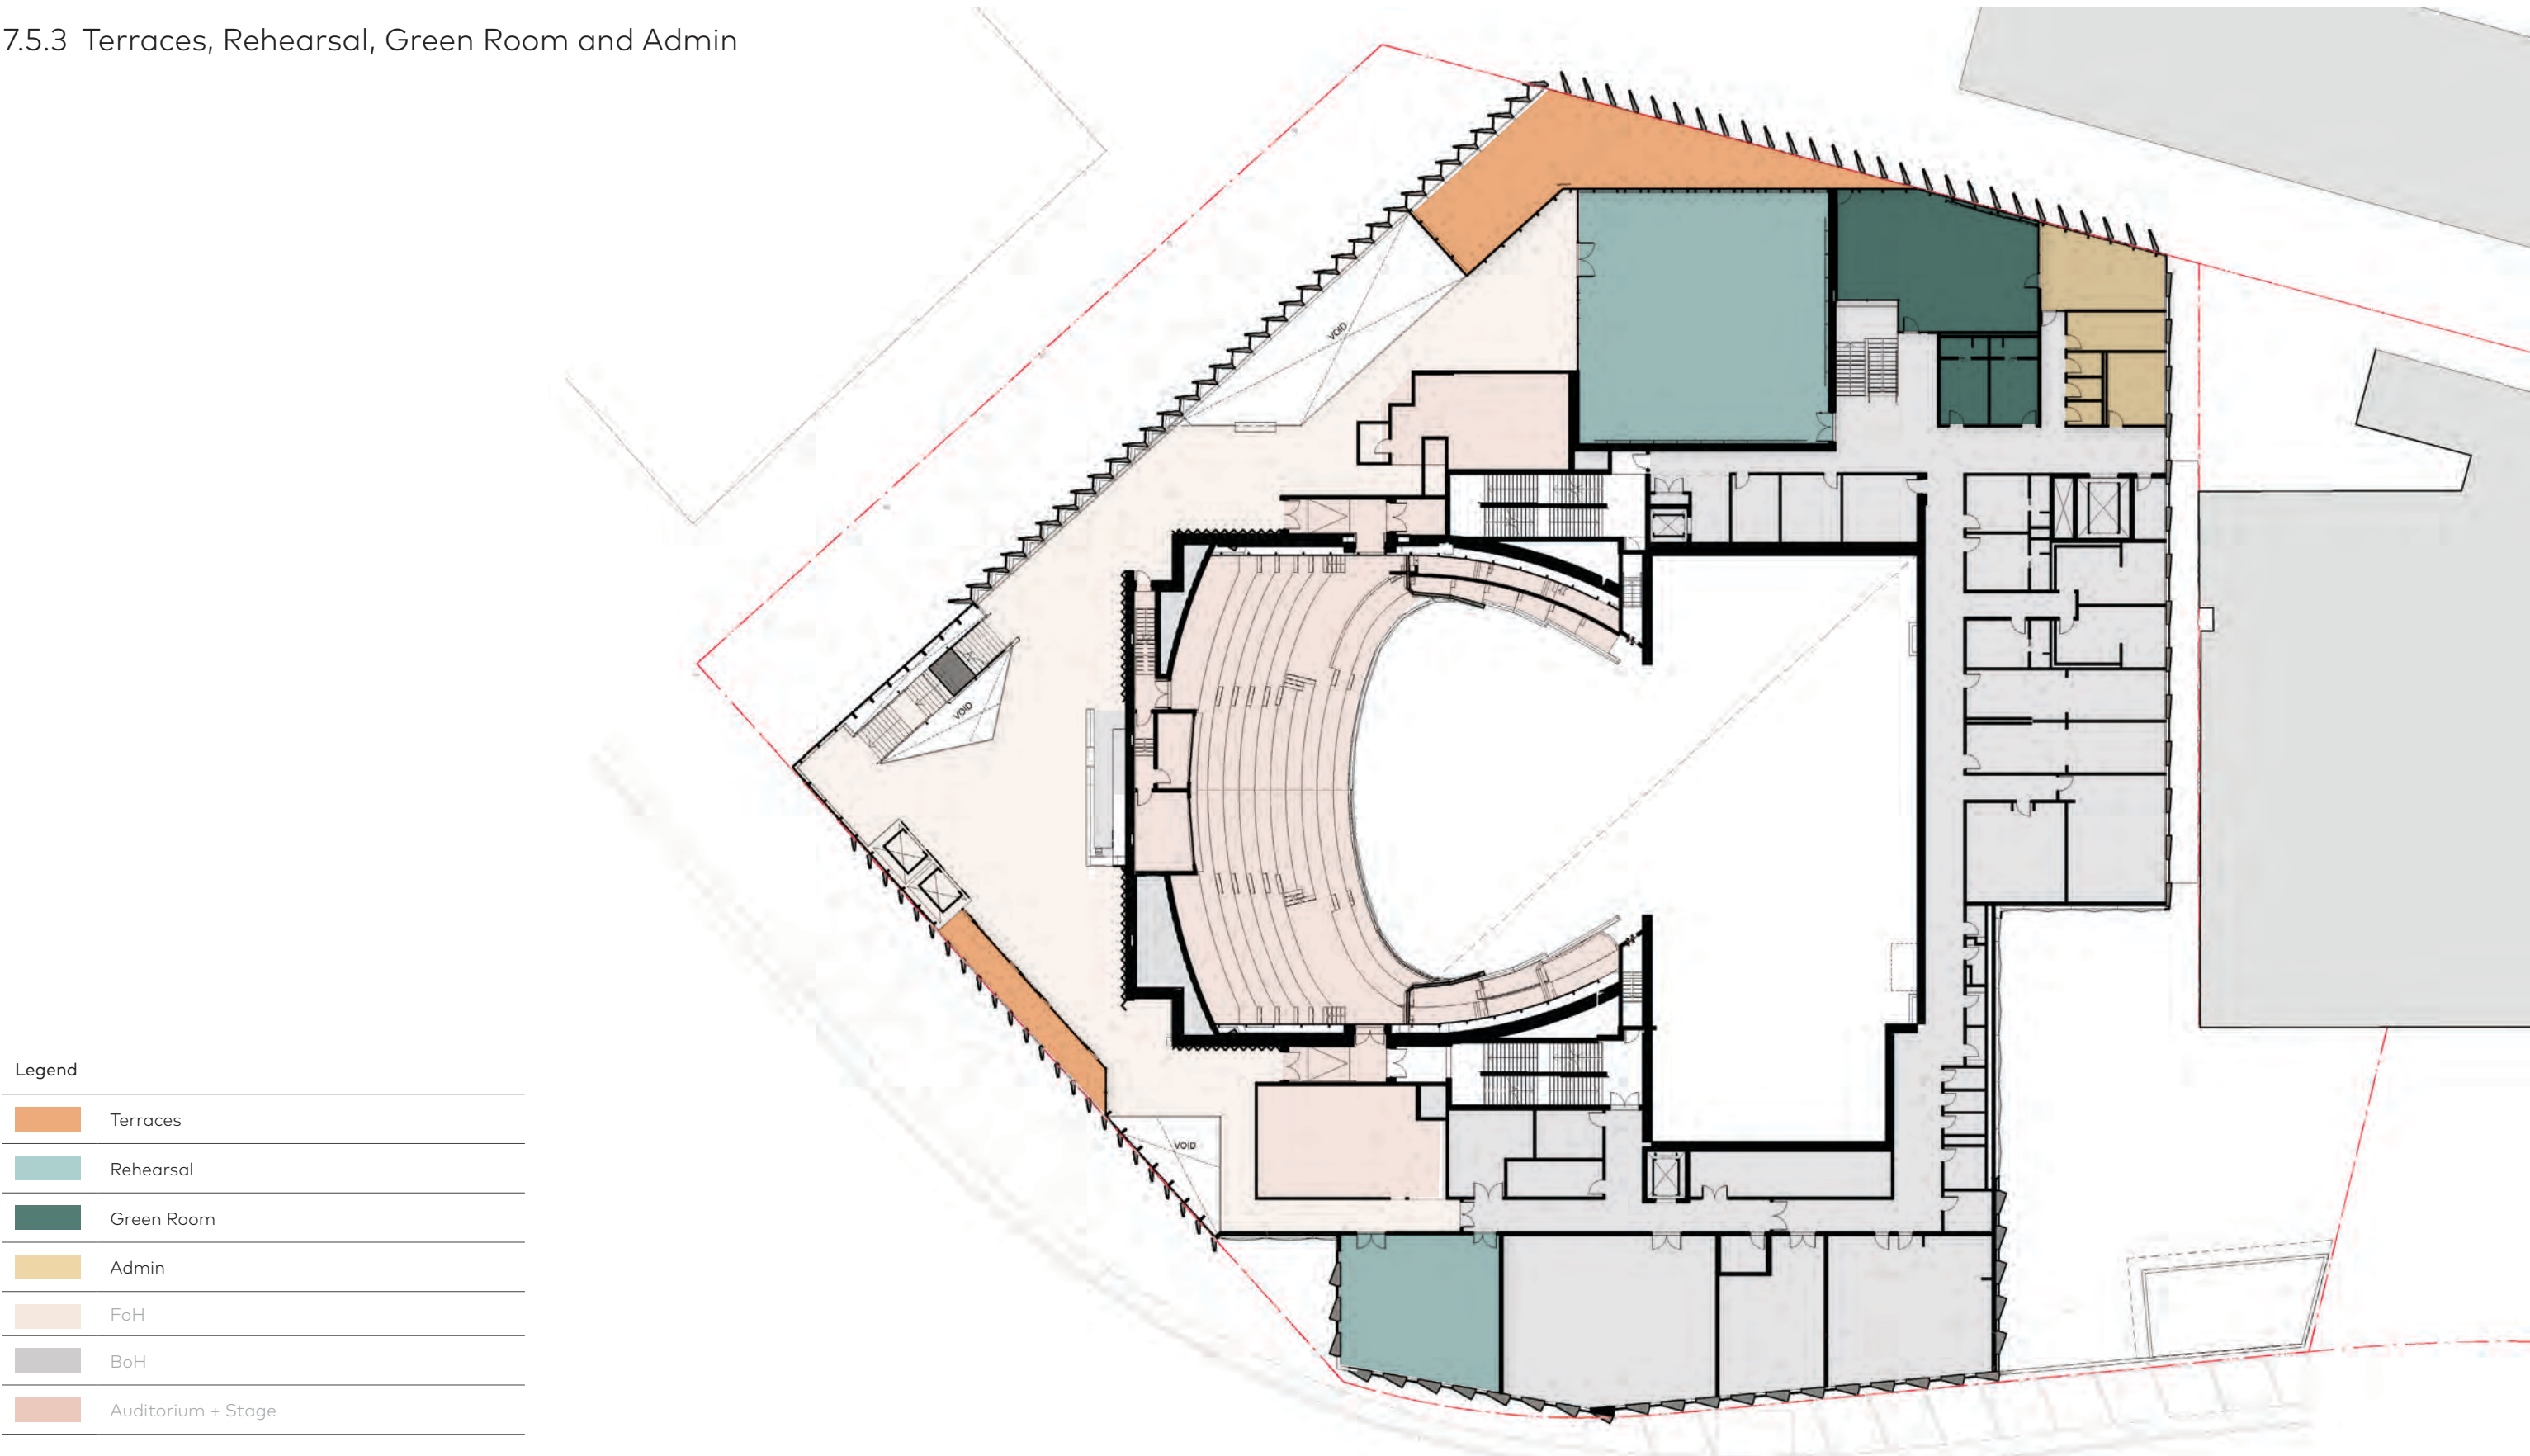 7.5.3 Terraces, Rehearsal, Green Room and Admin
VOID
VOID
VOID
Legend
Terraces
Rehearsal
Green Room
Admin
FoH
BoH
Auditorium + Stage